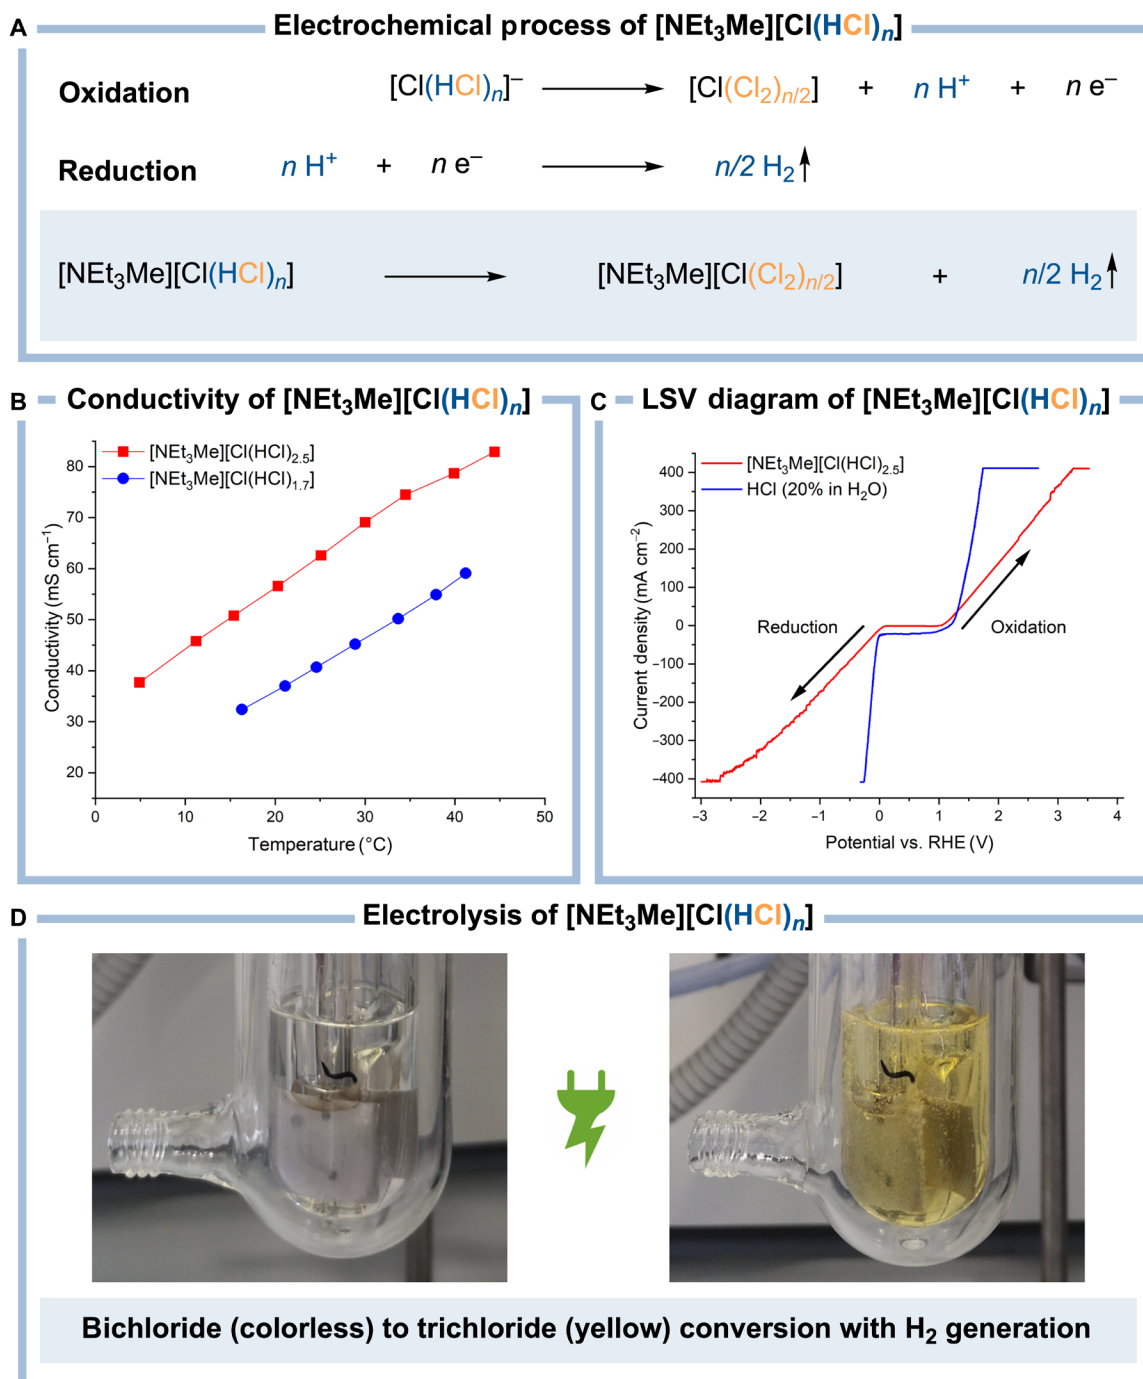 A
Electrochemical process of [NEt₃Me][Cl(HCl)ₙ]
Oxidation [Cl(HCl)ₙ]⁻ ⟶ [Cl(Cl₂)ₙ/₂] + n H⁺ + n e⁻
Reduction n H⁺ + n e⁻ ⟶ n/2 H₂↑
[NEt₃Me][Cl(HCl)ₙ] ⟶ [NEt₃Me][Cl(Cl₂)ₙ/₂] + n/2 H₂↑
B
Conductivity of [NEt₃Me][Cl(HCl)ₙ]
[NEt₃Me][Cl(HCl)₂.₅]
[NEt₃Me][Cl(HCl)₁.₇]
Conductivity (mS cm⁻¹)
80
70
60
50
40
30
20
0 10 20 30 40 50
Temperature (°C)
C
LSV diagram of [NEt₃Me][Cl(HCl)ₙ]
[NEt₃Me][Cl(HCl)₂.₅]
HCl (20% in H₂O)
Current density (mA cm⁻²)
400
300
200
100
0
−100
−200
−300
−400
Reduction
Oxidation
−3 −2 −1 0 1 2 3 4
Potential vs. RHE (V)
D
Electrolysis of [NEt₃Me][Cl(HCl)ₙ]
Bichloride (colorless) to trichloride (yellow) conversion with H₂ generation